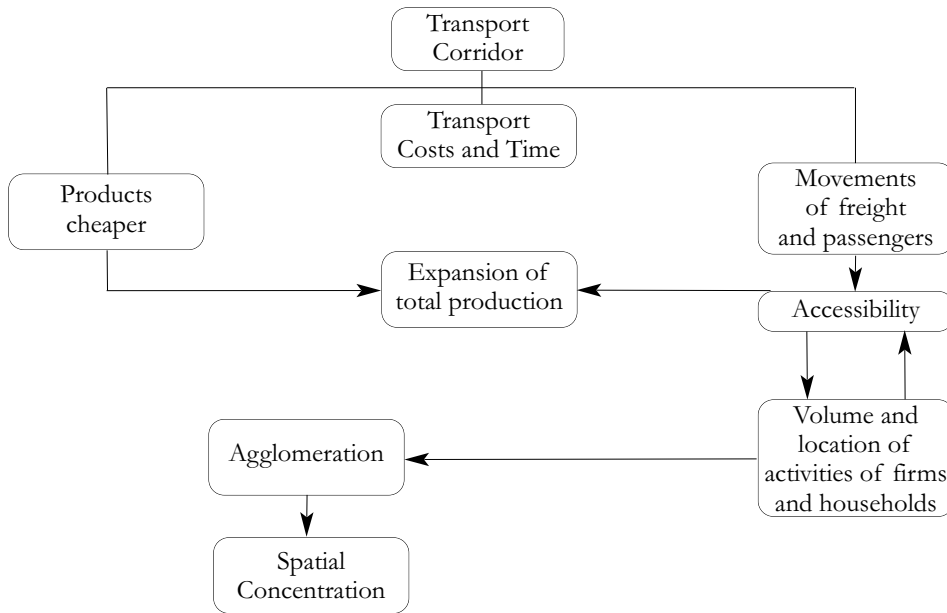 Transport
Corridor
Transport
Costs and Time
Products
cheaper
Movements
of freight
and passengers
Expansion of
total production
Accessibility
Agglomeration
Volume and
location of
activities of firms
and households
Spatial
Concentration